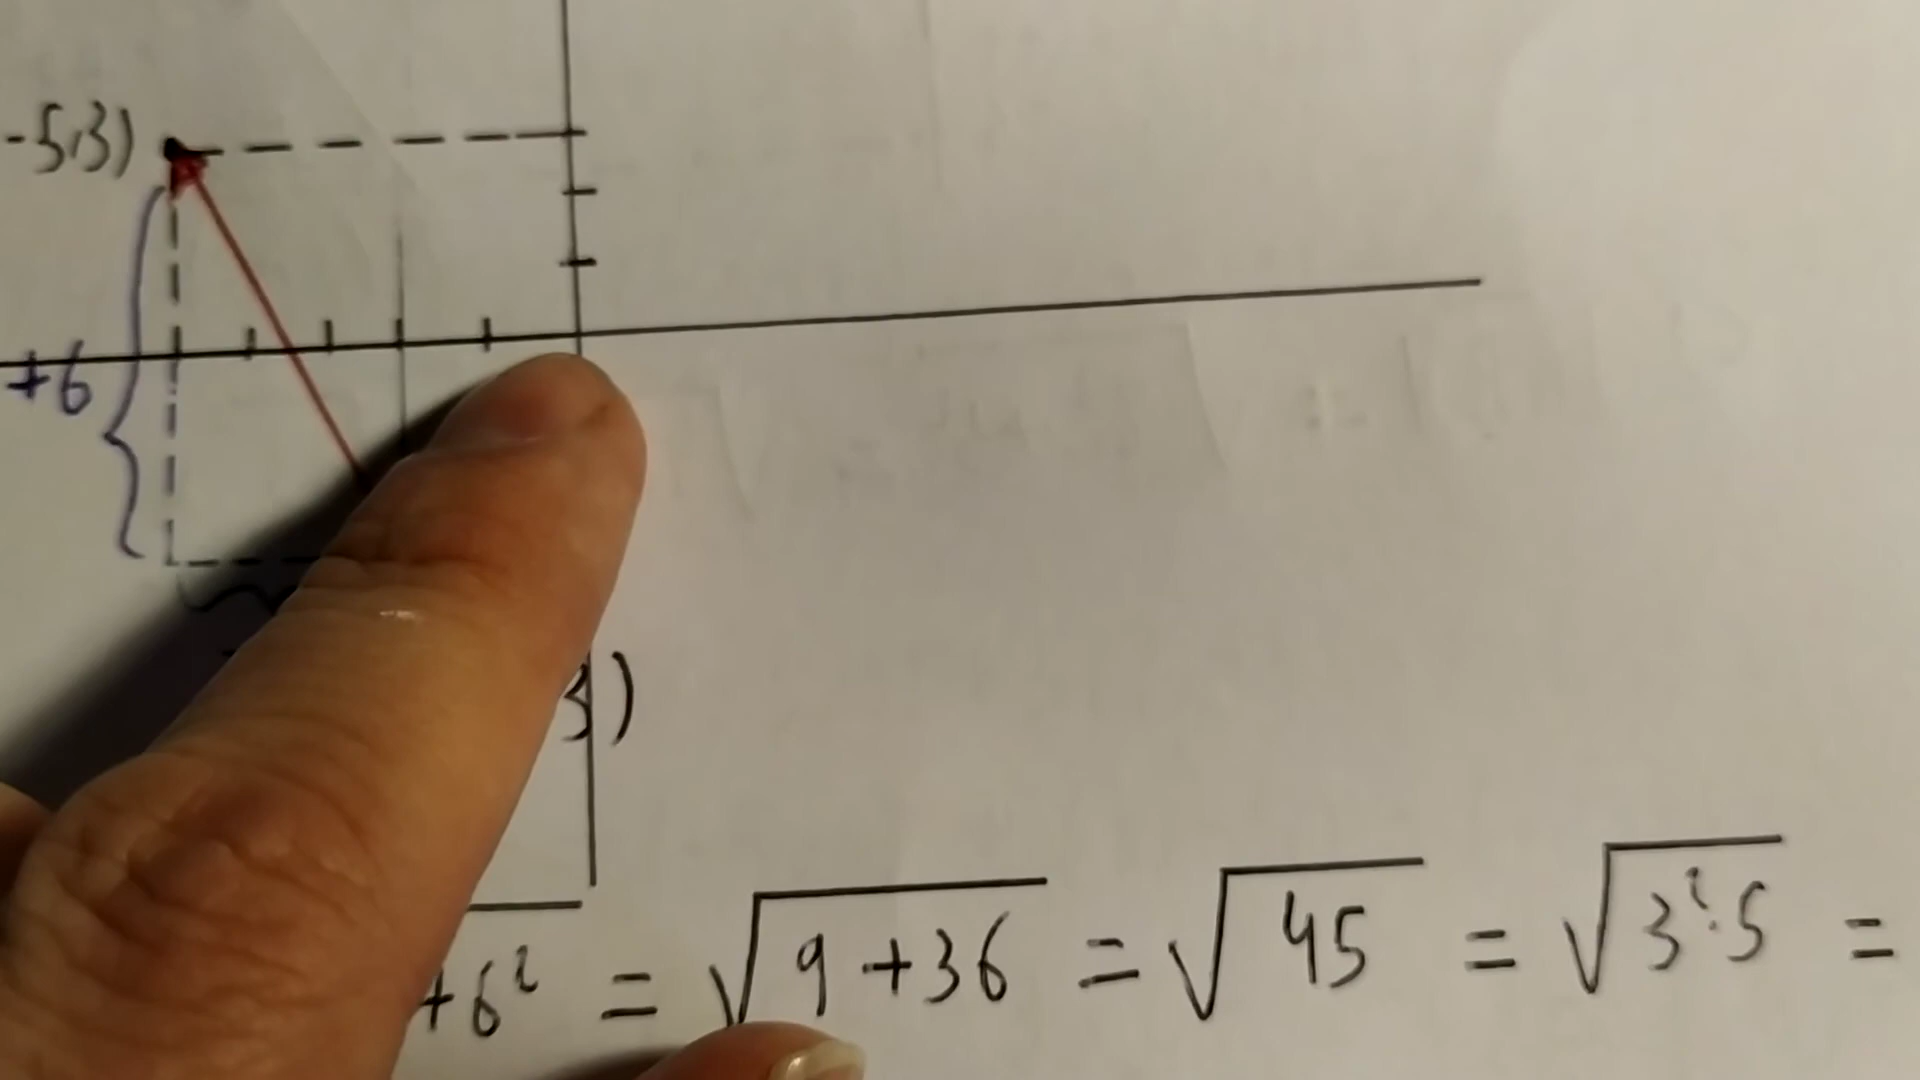 -5,3)
+6
3)
+6² = √9+36 = √45 = √3²·5 =